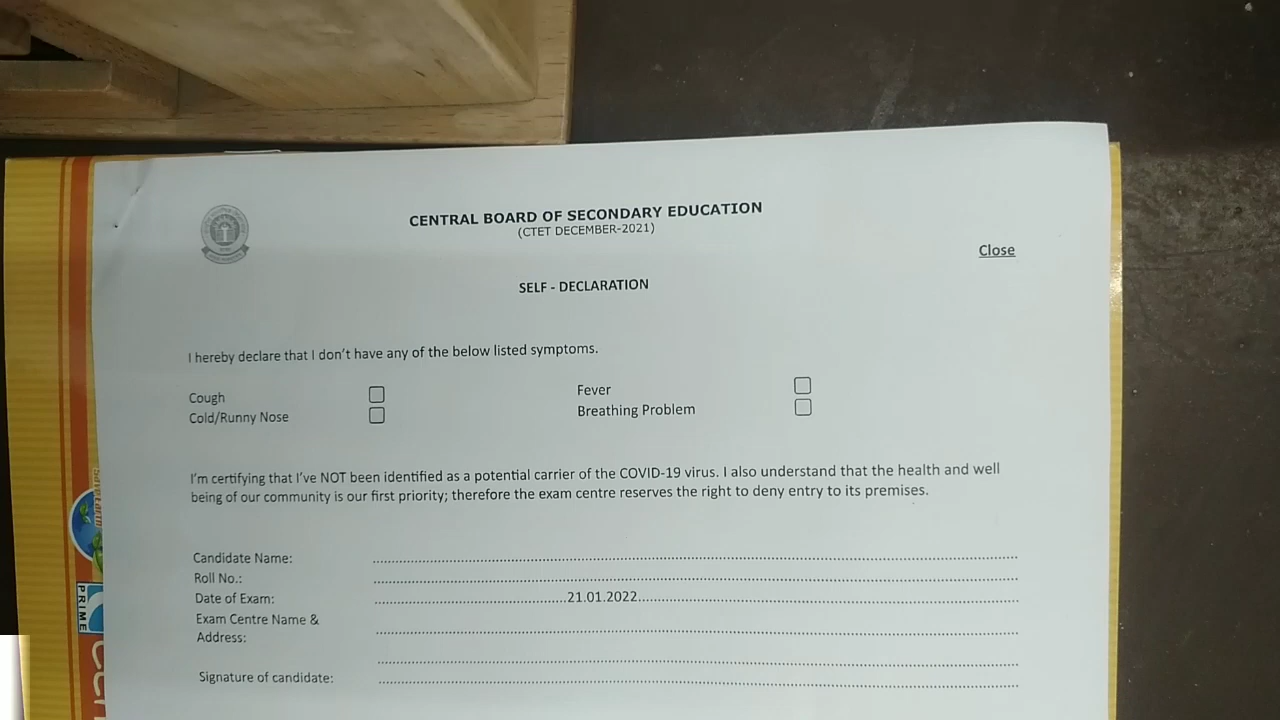 CENTRAL BOARD OF SECONDARY EDUCATION
(CTET DECEMBER-2021)
Close
SELF - DECLARATION
I hereby declare that I don't have any of the below listed symptoms.
Cough Fever
Cold/Runny Nose Breathing Problem
I'm certifying that I've NOT been identified as a potential carrier of the COVID-19 virus. I also understand that the health and well
being of our community is our first priority; therefore the exam centre reserves the right to deny entry to its premises.
Candidate Name:
Roll No.:
Date of Exam: 21.01.2022
Exam Centre Name &
Address:
Signature of candidate:
PRIME